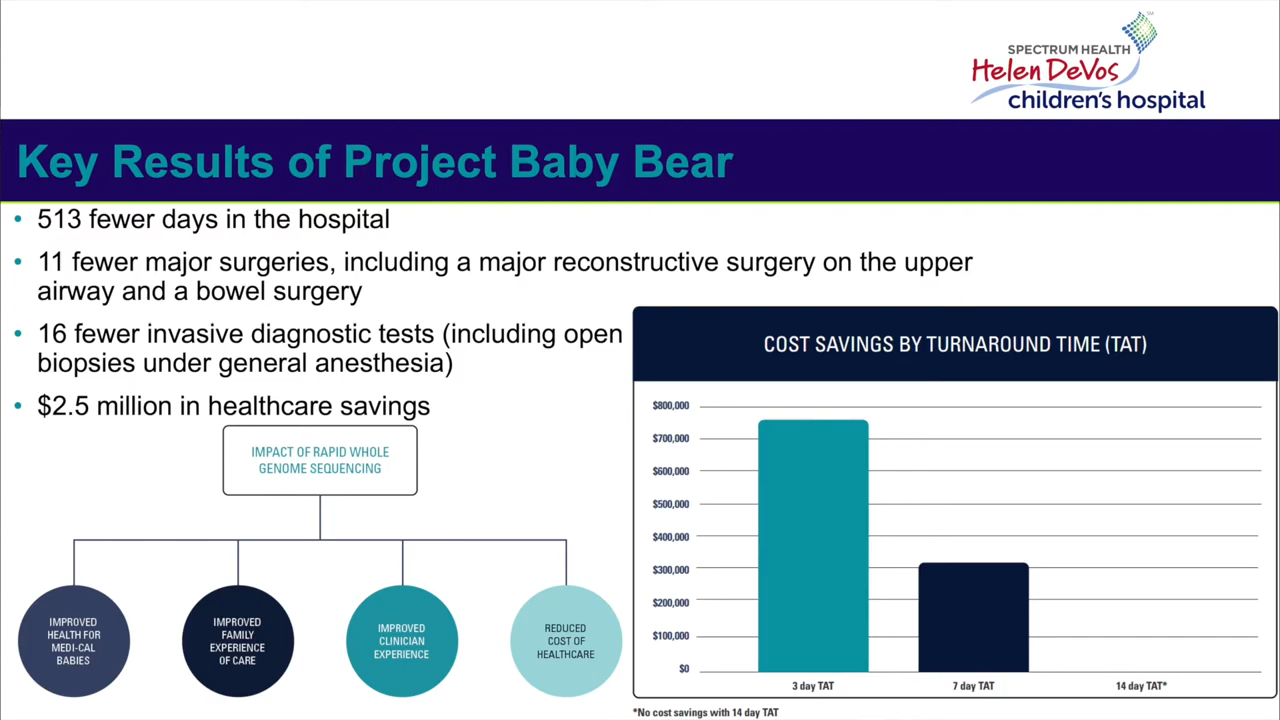 SPECTRUM HEALTH
Helen DeVos
children's hospital
SM
Key Results of Project Baby Bear
• 513 fewer days in the hospital
• 11 fewer major surgeries, including a major reconstructive surgery on the upper
airway and a bowel surgery
• 16 fewer invasive diagnostic tests (including open
biopsies under general anesthesia)
• $2.5 million in healthcare savings
IMPACT OF RAPID WHOLE
GENOME SEQUENCING
IMPROVED
HEALTH FOR
MEDI-CAL
BABIES
IMPROVED
FAMILY
EXPERIENCE
OF CARE
IMPROVED
CLINICIAN
EXPERIENCE
REDUCED
COST OF
HEALTHCARE
COST SAVINGS BY TURNAROUND TIME (TAT)
$800,000
$700,000
$600,000
$500,000
$400,000
$300,000
$200,000
$100,000
$0
3 day TAT
7 day TAT
14 day TAT*
*No cost savings with 14 day TAT